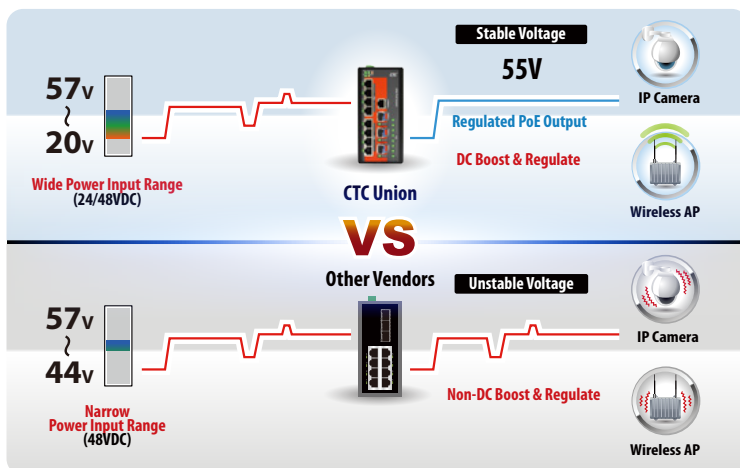 57v
~
20v
Wide Power Input Range
(24/48VDC)
CTC Union
Stable Voltage
55V
Regulated PoE Output
DC Boost & Regulate
IP Camera
Wireless AP
VS
Other Vendors
57v
~
44v
Narrow
Power Input Range
(48VDC)
Unstable Voltage
Non-DC Boost & Regulate
IP Camera
Wireless AP